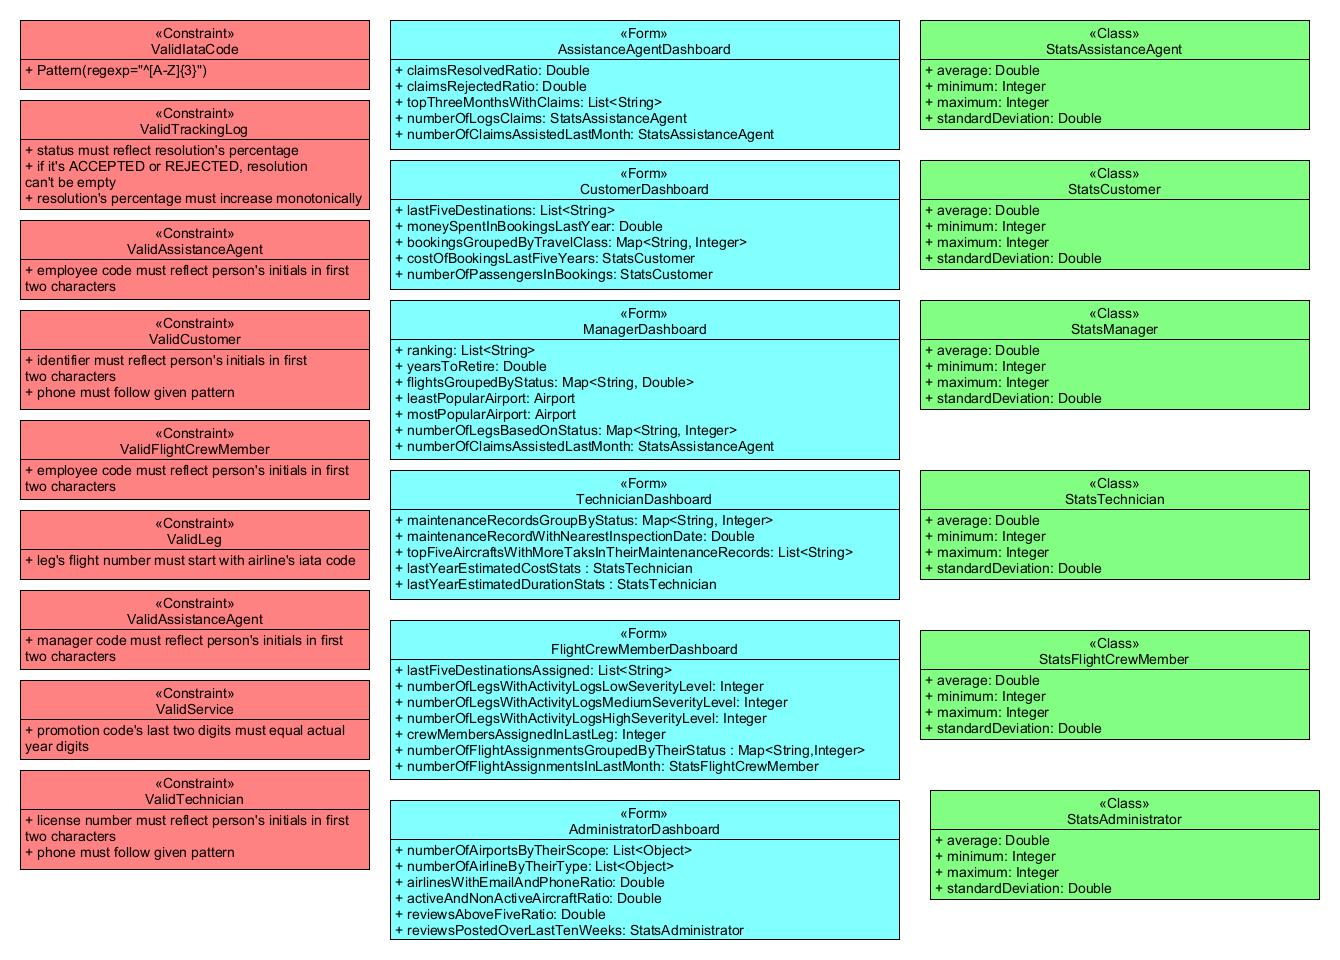 «Constraint»
ValidIataCode
+ Pattern(regexp="^[A-Z]{3}")
«Constraint»
ValidTrackingLog
+ status must reflect resolution's percentage
+ if it's ACCEPTED or REJECTED, resolution
can't be empty
+ resolution's percentage must increase monotonically
«Constraint»
ValidAssistanceAgent
+ employee code must reflect person's initials in first
two characters
«Constraint»
ValidCustomer
+ identifier must reflect person's initials in first
two characters
+ phone must follow given pattern
«Constraint»
ValidFlightCrewMember
+ employee code must reflect person's initials in first
two characters
«Constraint»
ValidLeg
+ leg's flight number must start with airline's iata code
«Constraint»
ValidAssistanceAgent
+ manager code must reflect person's initials in first
two characters
«Constraint»
ValidService
+ promotion code's last two digits must equal actual
year digits
«Constraint»
ValidTechnician
+ license number must reflect person's initials in first
two characters
+ phone must follow given pattern
«Form»
AssistanceAgentDashboard
+ claimsResolvedRatio: Double
+ claimsRejectedRatio: Double
+ topThreeMonthsWithClaims: List<String>
+ numberOfLogsClaims: StatsAssistanceAgent
+ numberOfClaimsAssistedLastMonth: StatsAssistanceAgent
«Form»
CustomerDashboard
+ lastFiveDestinations: List<String>
+ moneySpentInBookingsLastYear: Double
+ bookingsGroupedByTravelClass: Map<String, Integer>
+ costOfBookingsLastFiveYears: StatsCustomer
+ numberOfPassengersInBookings: StatsCustomer
«Form»
ManagerDashboard
+ ranking: List<String>
+ yearsToRetire: Double
+ flightsGroupedByStatus: Map<String, Double>
+ leastPopularAirport: Airport
+ mostPopularAirport: Airport
+ numberOfLegsBasedOnStatus: Map<String, Integer>
+ numberOfClaimsAssistedLastMonth: StatsAssistanceAgent
«Form»
TechnicianDashboard
+ maintenanceRecordsGroupByStatus: Map<String, Integer>
+ maintenanceRecordWithNearestInspectionDate: Double
+ topFiveAircraftsWithMoreTaksInTheirMaintenanceRecords: List<String>
+ lastYearEstimatedCostStats : StatsTechnician
+ lastYearEstimatedDurationStats : StatsTechnician
«Form»
FlightCrewMemberDashboard
+ lastFiveDestinationsAssigned: List<String>
+ numberOfLegsWithActivityLogsLowSeverityLevel: Integer
+ numberOfLegsWithActivityLogsMediumSeverityLevel: Integer
+ numberOfLegsWithActivityLogsHighSeverityLevel: Integer
+ crewMembersAssignedInLastLeg: Integer
+ numberOfFlightAssignmentsGroupedByTheirStatus : Map<String,Integer>
+ numberOfFlightAssignmentsInLastMonth: StatsFlightCrewMember
«Form»
AdministratorDashboard
+ numberOfAirportsByTheirScope: List<Object>
+ numberOfAirlineByTheirType: List<Object>
+ airlinesWithEmailAndPhoneRatio: Double
+ activeAndNonActiveAircraftRatio: Double
+ reviewsAboveFiveRatio: Double
+ reviewsPostedOverLastTenWeeks: StatsAdministrator
«Class»
StatsAssistanceAgent
+ average: Double
+ minimum: Integer
+ maximum: Integer
+ standardDeviation: Double
«Class»
StatsCustomer
+ average: Double
+ minimum: Integer
+ maximum: Integer
+ standardDeviation: Double
«Class»
StatsManager
+ average: Double
+ minimum: Integer
+ maximum: Integer
+ standardDeviation: Double
«Class»
StatsTechnician
+ average: Double
+ minimum: Integer
+ maximum: Integer
+ standardDeviation: Double
«Class»
StatsFlightCrewMember
+ average: Double
+ minimum: Integer
+ maximum: Integer
+ standardDeviation: Double
«Class»
StatsAdministrator
+ average: Double
+ minimum: Integer
+ maximum: Integer
+ standardDeviation: Double